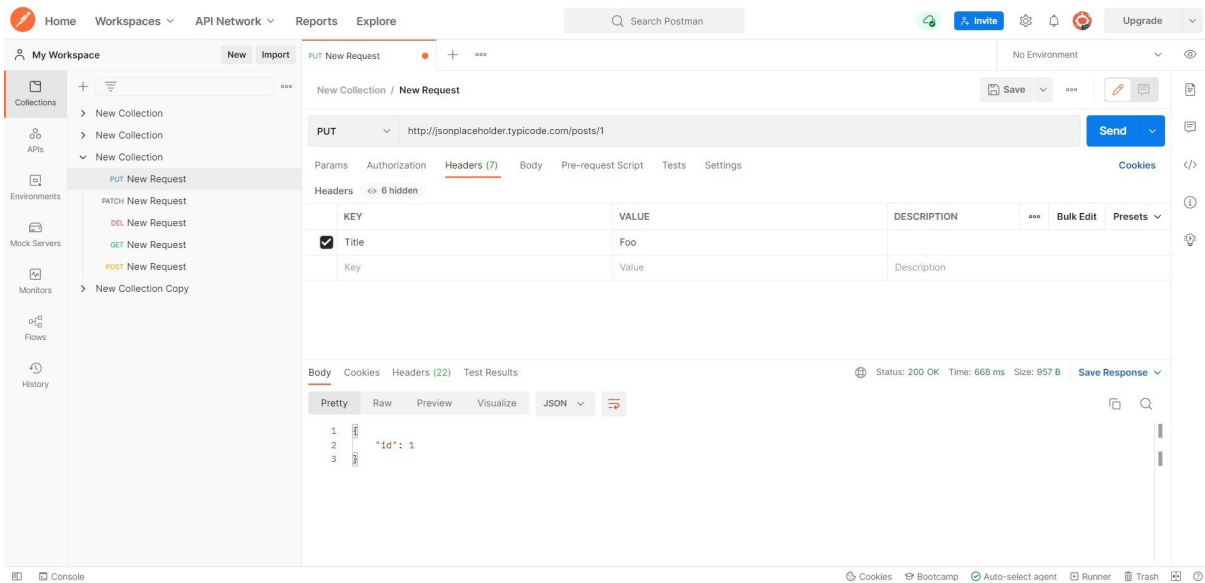 Home Workspaces API Network Reports Explore Search Postman Invite Upgrade
My Workspace New Import PUT New Request No Environment
Collections
APIs
Environments
Mock Servers
Monitors
Flows
History
New Collection
New Collection
New Collection
PUT New Request
PATCH New Request
DEL New Request
GET New Request
POST New Request
New Collection Copy
New Collection / New Request Save
PUT http://jsonplaceholder.typicode.com/posts/1 Send
Params Authorization Headers (7) Body Pre-request Script Tests Settings Cookies
Headers 6 hidden
KEY VALUE DESCRIPTION Bulk Edit Presets
Title Foo
Key Value Description
Body Cookies Headers (22) Test Results Status: 200 OK Time: 668 ms Size: 957 B Save Response
Pretty Raw Preview Visualize JSON
1 {
2 "id": 1
3 }
Console Cookies Bootcamp Auto-select agent Runner Trash